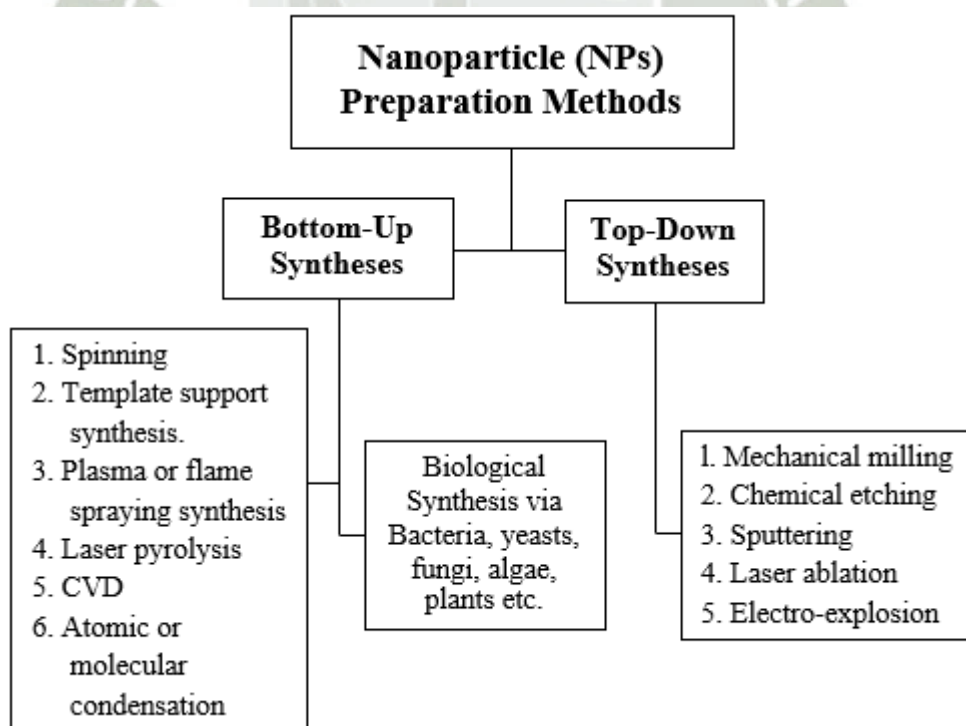 Nanoparticle (NPs)
Preparation Methods
Bottom-Up
Syntheses
Top-Down
Syntheses
1. Spinning
2. Template support
synthesis.
3. Plasma or flame
spraying synthesis
4. Laser pyrolysis
5. CVD
6. Atomic or
molecular
condensation
Biological
Synthesis via
Bacteria, yeasts,
fungi, algae,
plants etc.
1. Mechanical milling
2. Chemical etching
3. Sputtering
4. Laser ablation
5. Electro-explosion